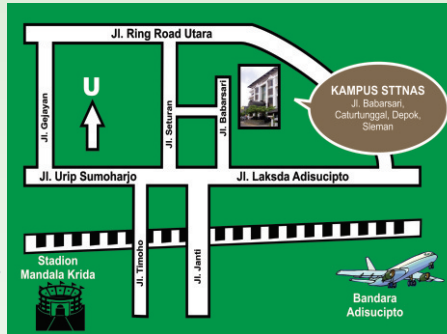 Jl. Ring Road Utara
U
Jl. Gejayan
Jl. Seturan
Jl. Babarsari
KAMPUS STTNAS
Jl. Babarsari,
Caturtunggal, Depok,
Sleman
Jl. Urip Sumoharjo
Jl. Laksda Adisucipto
Jl. Timoho
Jl. Janti
Stadion
Mandala Krida
Bandara
Adisucipto